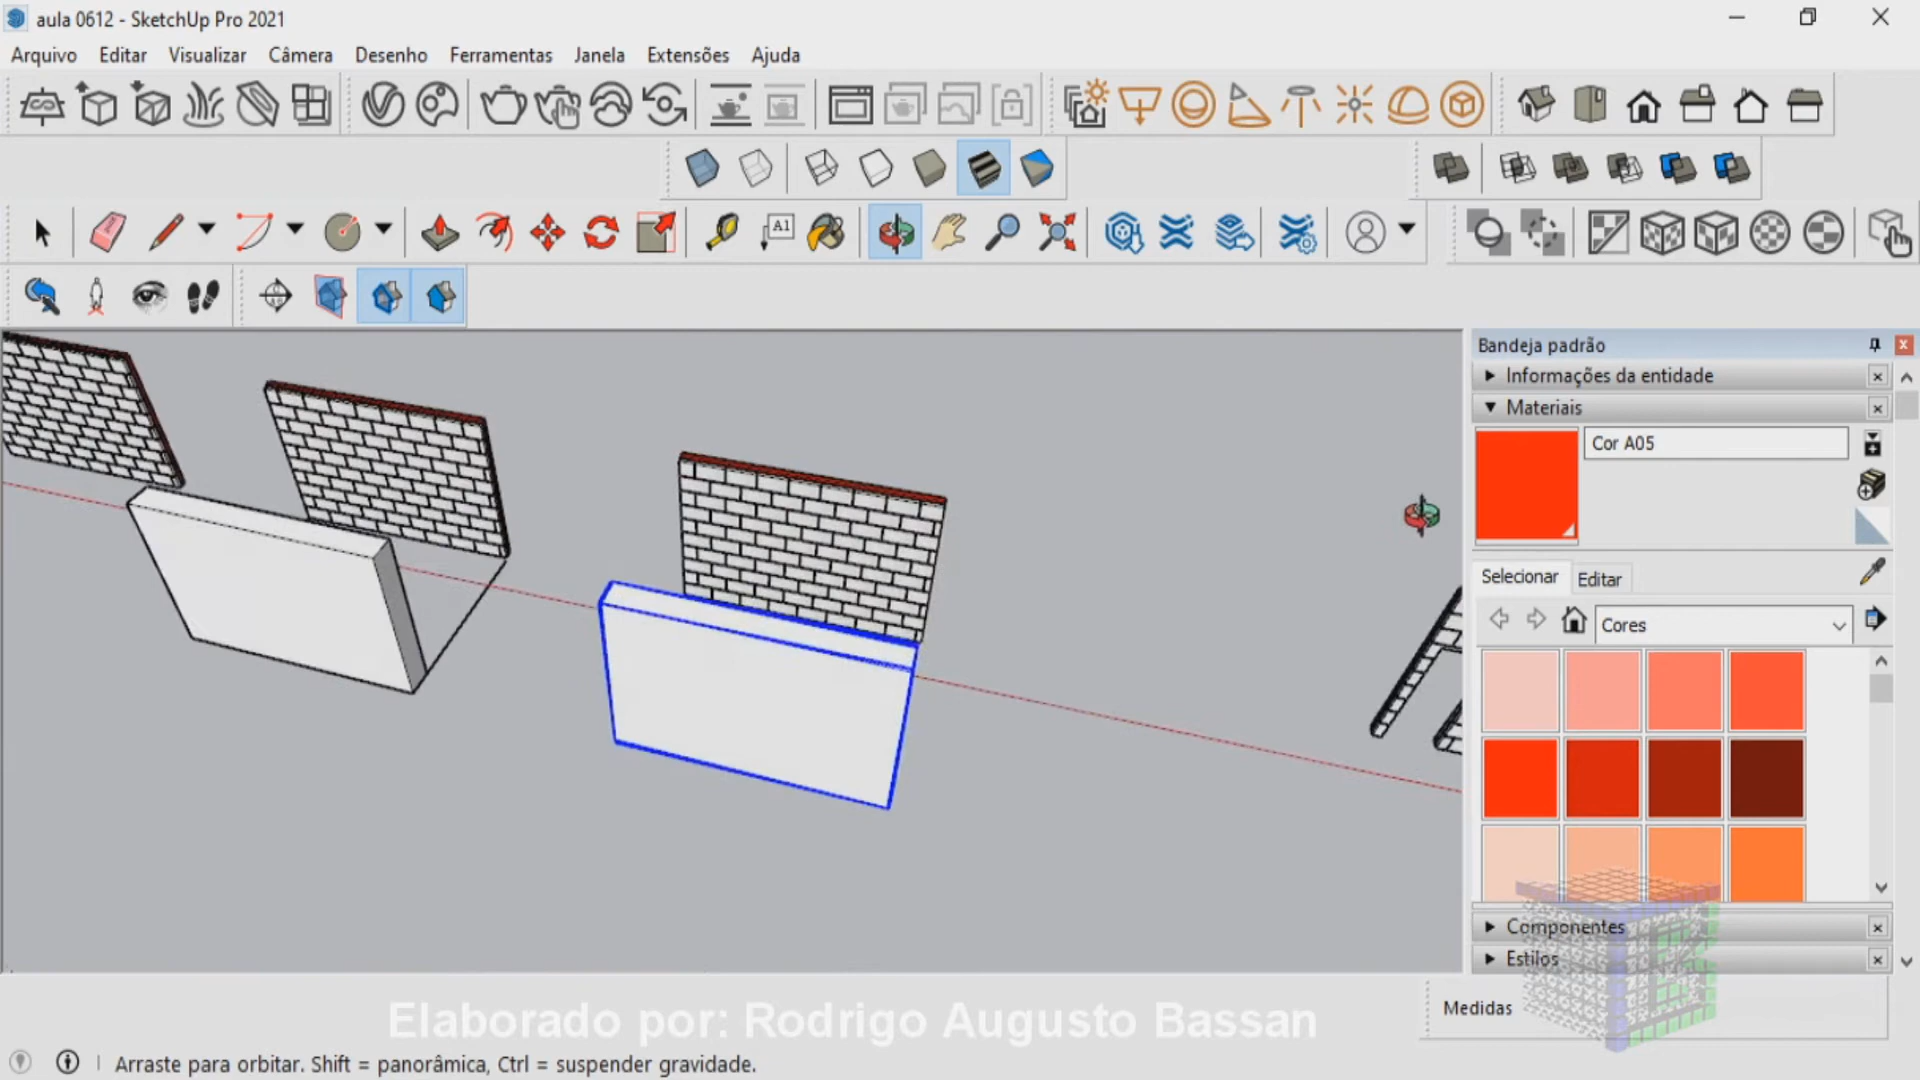 aula 0612 - SketchUp Pro 2021
Arquivo Editar Visualizar Câmera Desenho Ferramentas Janela Extensões Ajuda
A1
Bandeja padrão
Informações da entidade
Materiais
Cor A05
Selecionar Editar
Cores
Componentes
Estilos
Medidas
Elaborado por: Rodrigo Augusto Bassan
Arraste para orbitar. Shift = panorâmica, Ctrl = suspender gravidade.